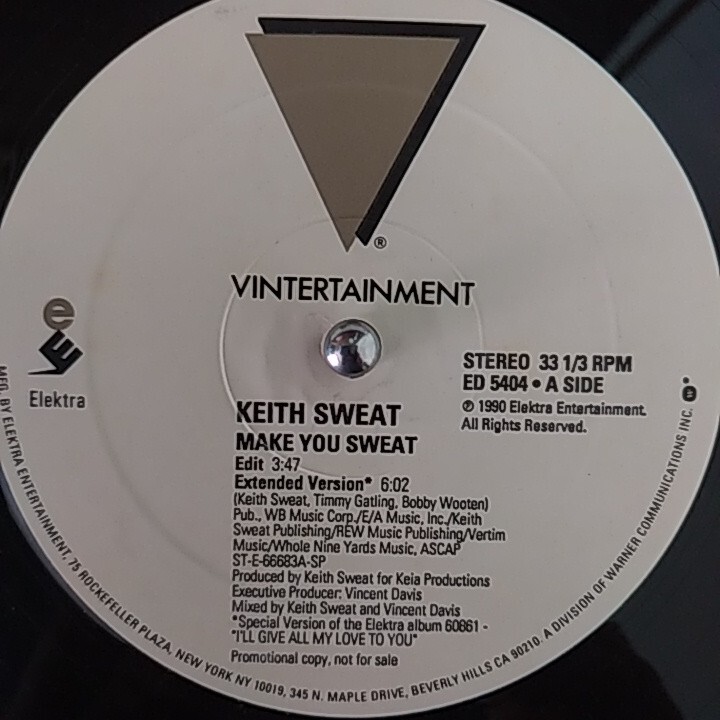 ®
VINTERTAINMENT
e
E
Elektra
STEREO 33 1/3 RPM
ED 5404 • A SIDE
℗ 1990 Elektra Entertainment.
All Rights Reserved.
KEITH SWEAT
MAKE YOU SWEAT
Edit 3:47
Extended Version* 6:02
(Keith Sweat, Timmy Gatling, Bobby Wooten)
Pub., WB Music Corp./E/A Music, Inc./Keith
Sweat Publishing/REW Music Publishing/Vertim
Music/Whole Nine Yards Music, ASCAP
ST-E-66683A-SP
Produced by Keith Sweat for Keia Productions
Executive Producer: Vincent Davis
Mixed by Keith Sweat and Vincent Davis
*Special Version of the Elektra album 60861 -
"I'LL GIVE ALL MY LOVE TO YOU"
Promotional copy, not for sale
MFG. BY ELEKTRA ENTERTAINMENT, 75 ROCKEFELLER PLAZA, NEW YORK NY 10019, 345 N. MAPLE DRIVE, BEVERLY HILLS CA 90210. A DIVISION OF WARNER COMMUNICATIONS INC.